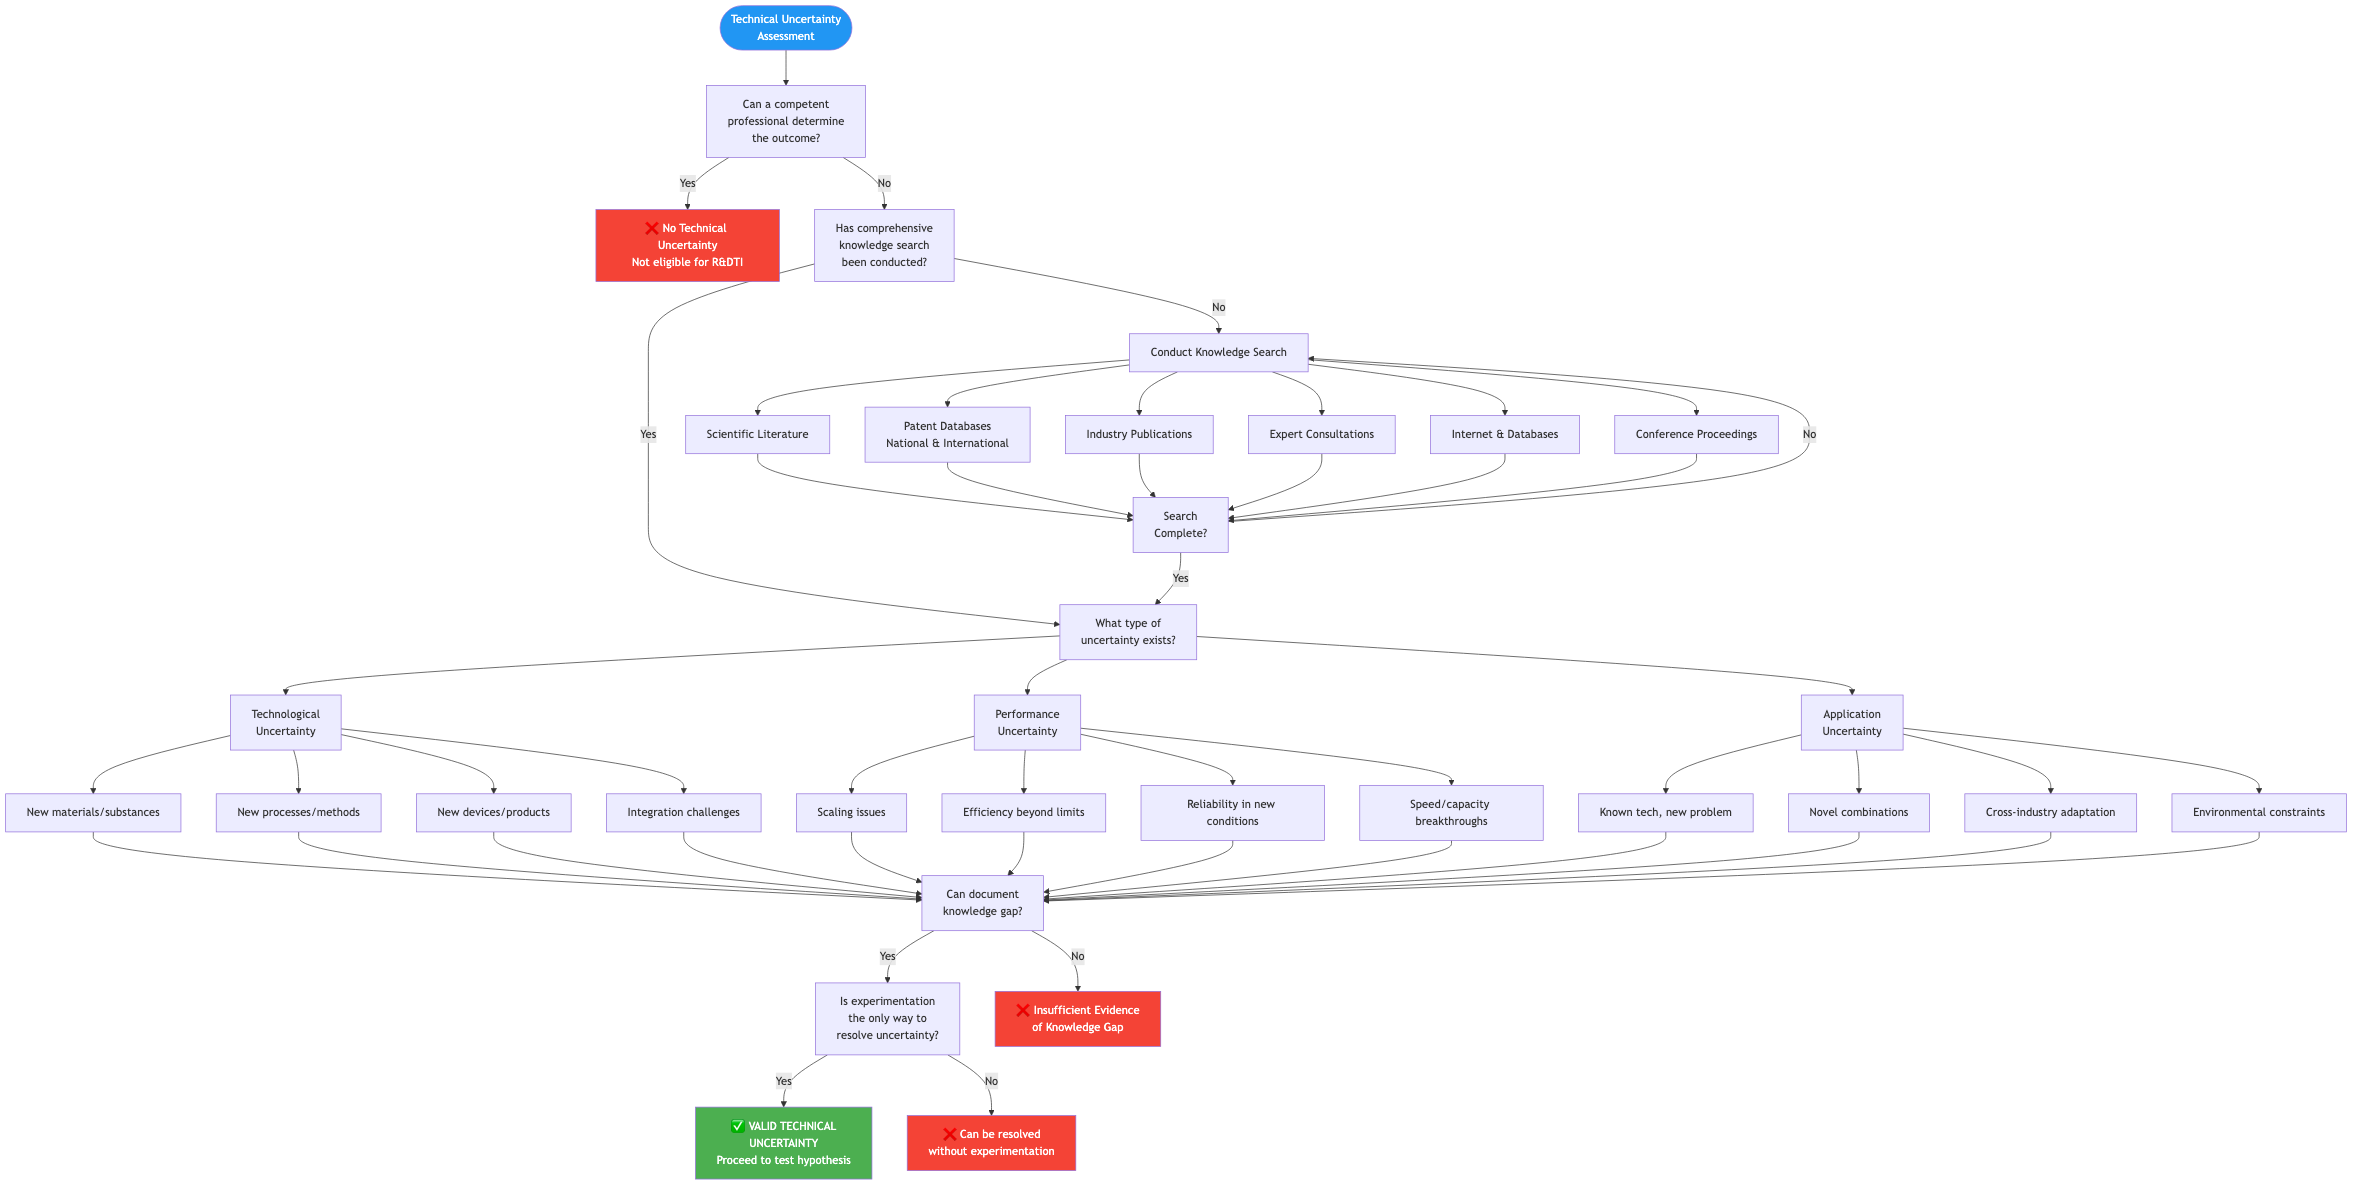 Technical Uncertainty
Assessment
Can a competent
professional determine
the outcome?
Yes
No
❌ No Technical
Uncertainty
Not eligible for R&DTI
Has comprehensive
knowledge search
been conducted?
No
Conduct Knowledge Search
Yes
Scientific Literature
Patent Databases
National & International
Industry Publications
Expert Consultations
Internet & Databases
Conference Proceedings
No
Search
Complete?
Yes
What type of
uncertainty exists?
Technological
Uncertainty
Performance
Uncertainty
Application
Uncertainty
New materials/substances
New processes/methods
New devices/products
Integration challenges
Scaling issues
Efficiency beyond limits
Reliability in new
conditions
Speed/capacity
breakthroughs
Known tech, new problem
Novel combinations
Cross-industry adaptation
Environmental constraints
Can document
knowledge gap?
Yes
No
Is experimentation
the only way to
resolve uncertainty?
❌ Insufficient Evidence
of Knowledge Gap
Yes
No
✅ VALID TECHNICAL
UNCERTAINTY
Proceed to test hypothesis
❌ Can be resolved
without experimentation